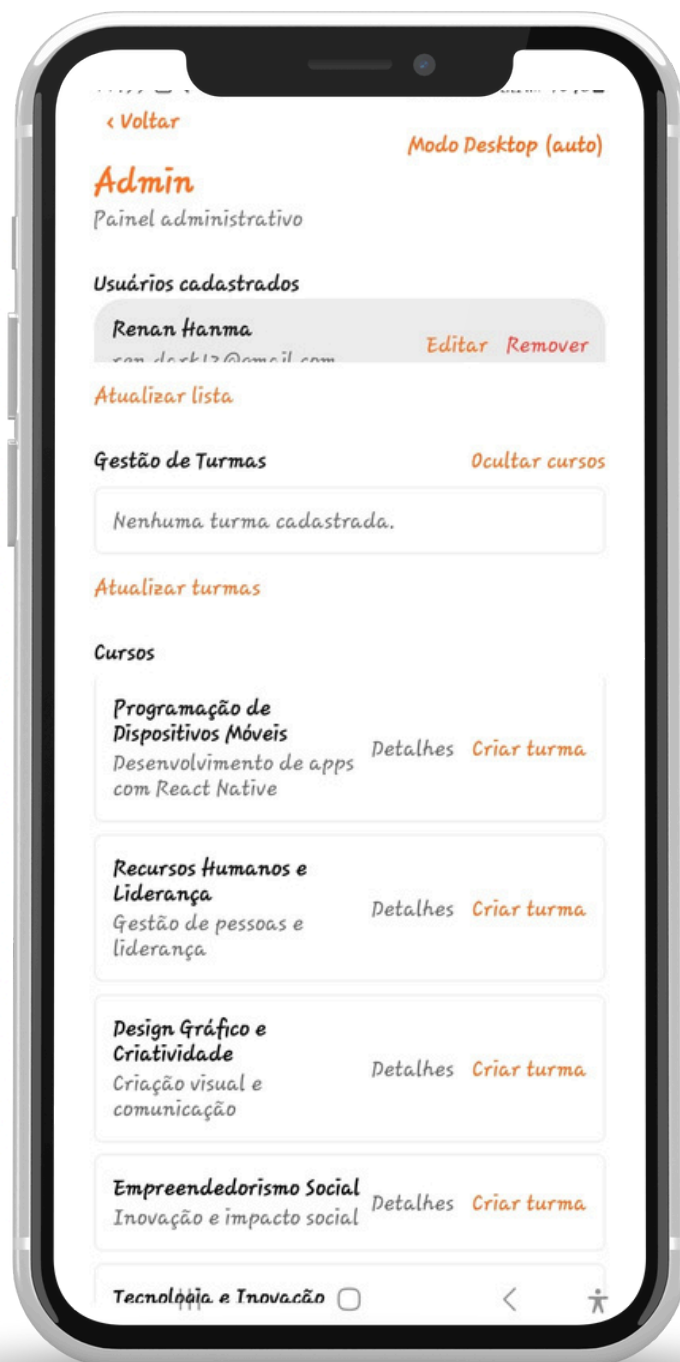 ‹ Voltar
Modo Desktop (auto)
Admin
Painel administrativo
Usuários cadastrados
Renan Hanma
Editar Remover
Atualizar lista
Gestão de Turmas Ocultar cursos
Nenhuma turma cadastrada.
Atualizar turmas
Cursos
Programação de
Dispositivos Móveis
Detalhes Criar turma
Desenvolvimento de apps
com React Native
Recursos Humanos e
Liderança
Detalhes Criar turma
Gestão de pessoas e
liderança
Design Gráfico e
Criatividade
Detalhes Criar turma
Criação visual e
comunicação
Empreendedorismo Social
Detalhes Criar turma
Inovação e impacto social
Tecnologia e Inovação